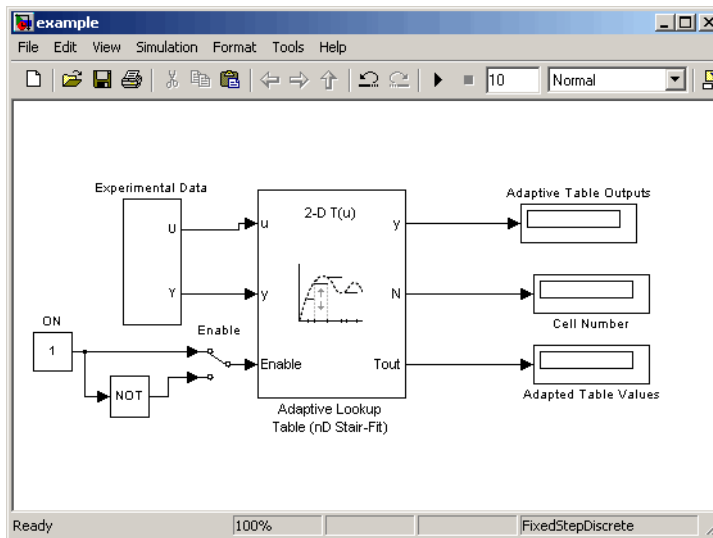 example
File Edit View Simulation Format Tools Help
10 Normal
Experimental Data
U
Y
ON
1
NOT
Enable
2-D T(u)
u
y
Enable
y
N
Tout
Adaptive Lookup
Table (nD Stair-Fit)
Adaptive Table Outputs
Cell Number
Adapted Table Values
Ready 100% FixedStepDiscrete